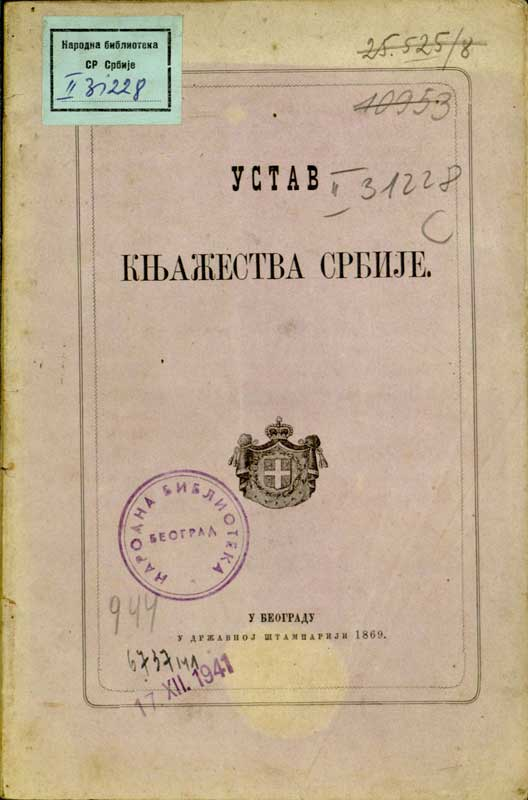 Народна библиотека
СР Србије
II 31228
25.525/8
10953
УСТАВ
II 31228
C
КЊАЖЕСТВА СРБИЈЕ.
НАРОДНА БИБЛИОТЕКА
БЕОГРАД
944
У БЕОГРАДУ
У ДРЖАВНОЈ ШТАМПАРИЈИ 1869.
6737
17. XII. 1941